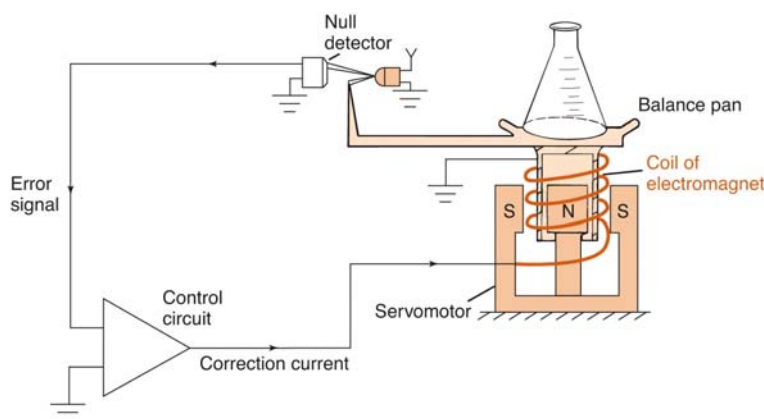 Null
detector
Balance pan
Coil of
electromagnet
Error
signal
S
N
S
Control
circuit
Servomotor
Correction current